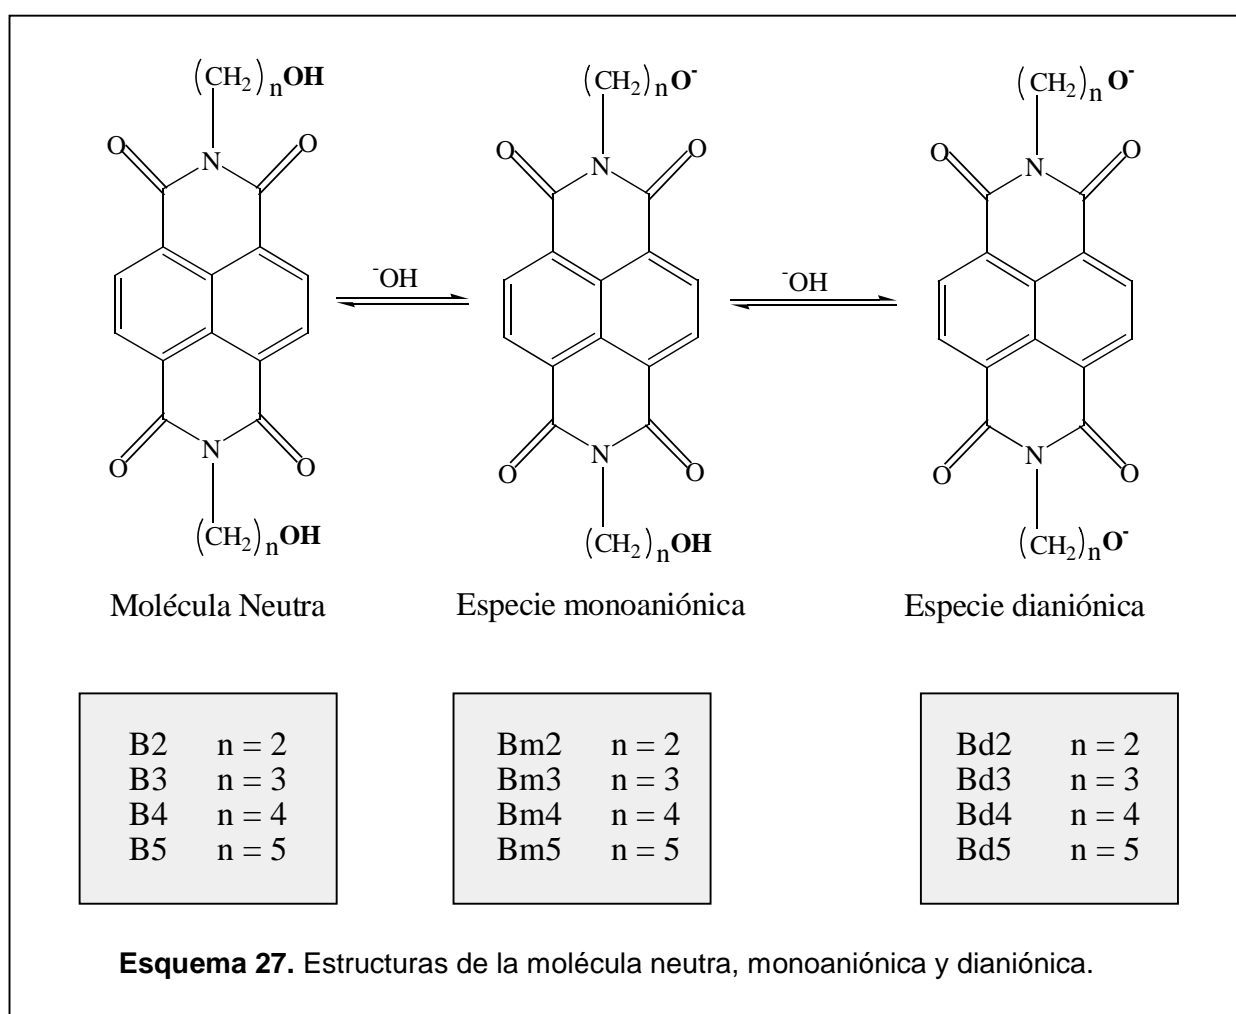 (CH₂)ₙOH (CH₂)ₙO⁻ (CH₂)ₙO⁻
O O O O O O
N N N
⁻OH ⁻OH
N N N
O O O O O O
(CH₂)ₙOH (CH₂)ₙOH (CH₂)ₙO⁻
Molécula Neutra Especie monoaniónica Especie dianiónica
B2 n = 2
B3 n = 3
B4 n = 4
B5 n = 5
Bm2 n = 2
Bm3 n = 3
Bm4 n = 4
Bm5 n = 5
Bd2 n = 2
Bd3 n = 3
Bd4 n = 4
Bd5 n = 5
Esquema 27. Estructuras de la molécula neutra, monoaniónica y dianiónica.